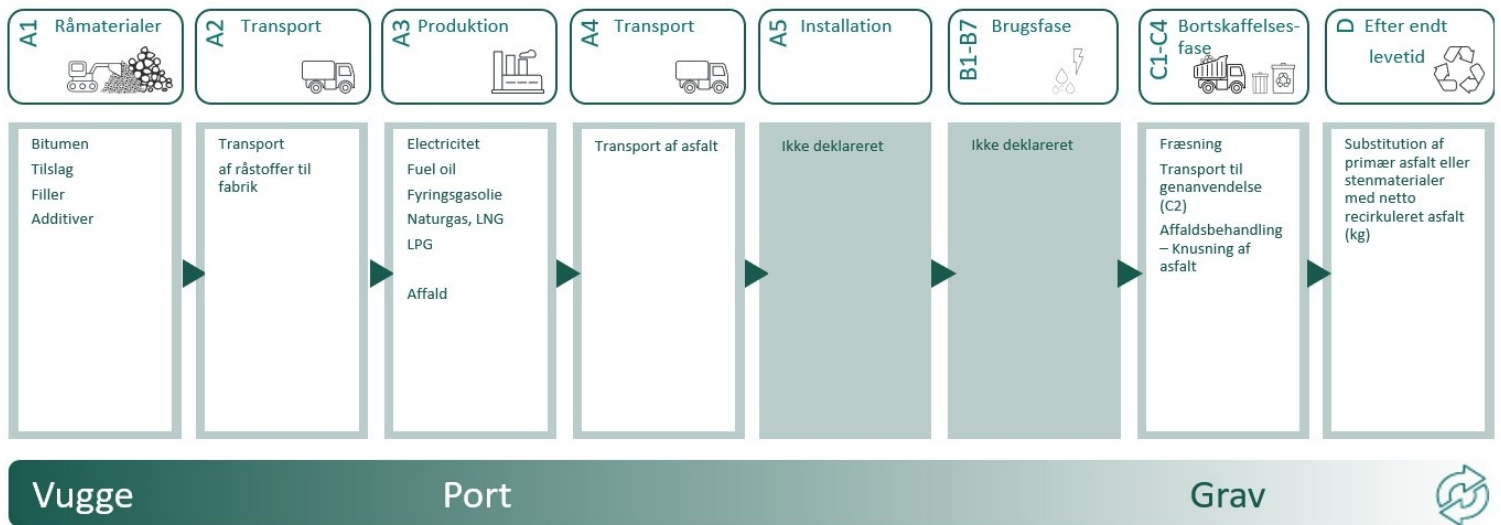 A1 Råmaterialer
A2 Transport
A3 Produktion
A4 Transport
A5 Installation
B1-B7 Brugsfase
C1-C4 Bortskaffelses-
fase
D Efter endt
levetid
Bitumen
Tilslag
Filler
Additiver
Transport
af råstoffer til
fabrik
Electricitet
Fuel oil
Fyringsgasolie
Naturgas, LNG
LPG
Affald
Transport af asfalt
Ikke deklareret
Ikke deklareret
Fræsning
Transport til
genanvendelse
(C2)
Affaldsbehandling
– Knusning af
asfalt
Substitution af
primær asfalt eller
stenmaterialer
med netto
recirkuleret asfalt
(kg)
Vugge
Port
Grav